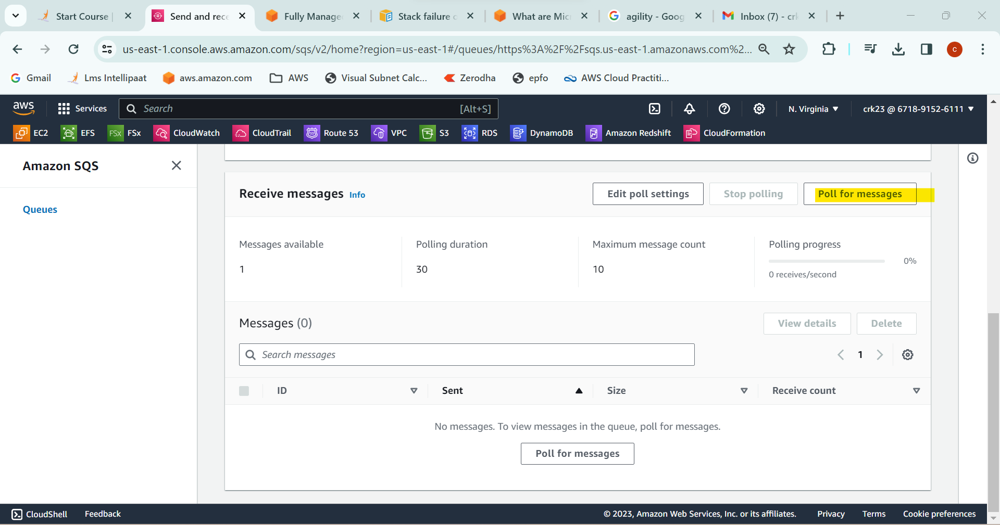 Start Course |
Send and rec
Fully Manage
Stack failure
What are Mic
agility - Goog
Inbox (7) - cr
us-east-1.console.aws.amazon.com/sqs/v2/home?region=us-east-1#/queues/https%3A%2F%2Fsqs.us-east-1.amazonaws.com%2...
C
Gmail
Lms Intellipaat
aws.amazon.com
AWS
Visual Subnet Calc...
Zerodha
epfo
AWS Cloud Practiti...
aws
Services
Search
[Alt+S]
N. Virginia
crk23 @ 6718-9152-6111
EC2
EFS
FSx FSx
CloudWatch
CloudTrail
53 Route 53
VPC
S3
RDS
DynamoDB
Amazon Redshift
CloudFormation
Amazon SQS
Queues
Receive messages Info
Edit poll settings
Stop polling
Poll for messages
Messages available
1
Polling duration
30
Maximum message count
10
Polling progress
0%
0 receives/second
Messages (0)
View details
Delete
Search messages
1
ID
Sent
Size
Receive count
No messages. To view messages in the queue, poll for messages.
Poll for messages
CloudShell
Feedback
© 2023, Amazon Web Services, Inc. or its affiliates.
Privacy
Terms
Cookie preferences